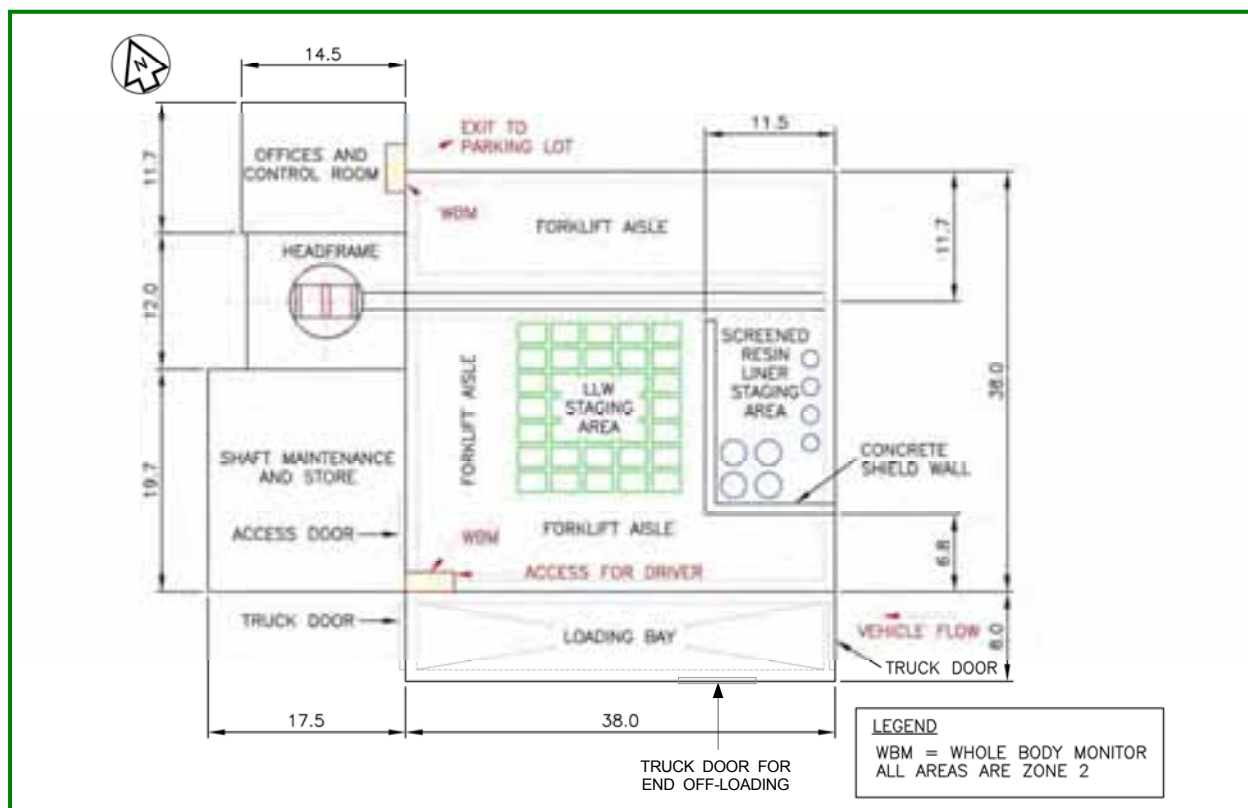 N
14.5
11.7
OFFICES AND
CONTROL ROOM
EXIT TO
PARKING LOT
WBM
11.5
FORKLIFT AISLE
11.7
HEADFRAME
12.0
FORKLIFT AISLE
LLW
STAGING
AREA
SCREENED
RESIN
LINER
STAGING
AREA
38.0
CONCRETE
SHIELD WALL
19.7
SHAFT MAINTENANCE
AND STORE
ACCESS DOOR
WBM
FORKLIFT AISLE
6.8
ACCESS FOR DRIVER
TRUCK DOOR
LOADING BAY
VEHICLE FLOW
8.0
TRUCK DOOR
17.5
38.0
TRUCK DOOR FOR
END OFF-LOADING
LEGEND
WBM = WHOLE BODY MONITOR
ALL AREAS ARE ZONE 2